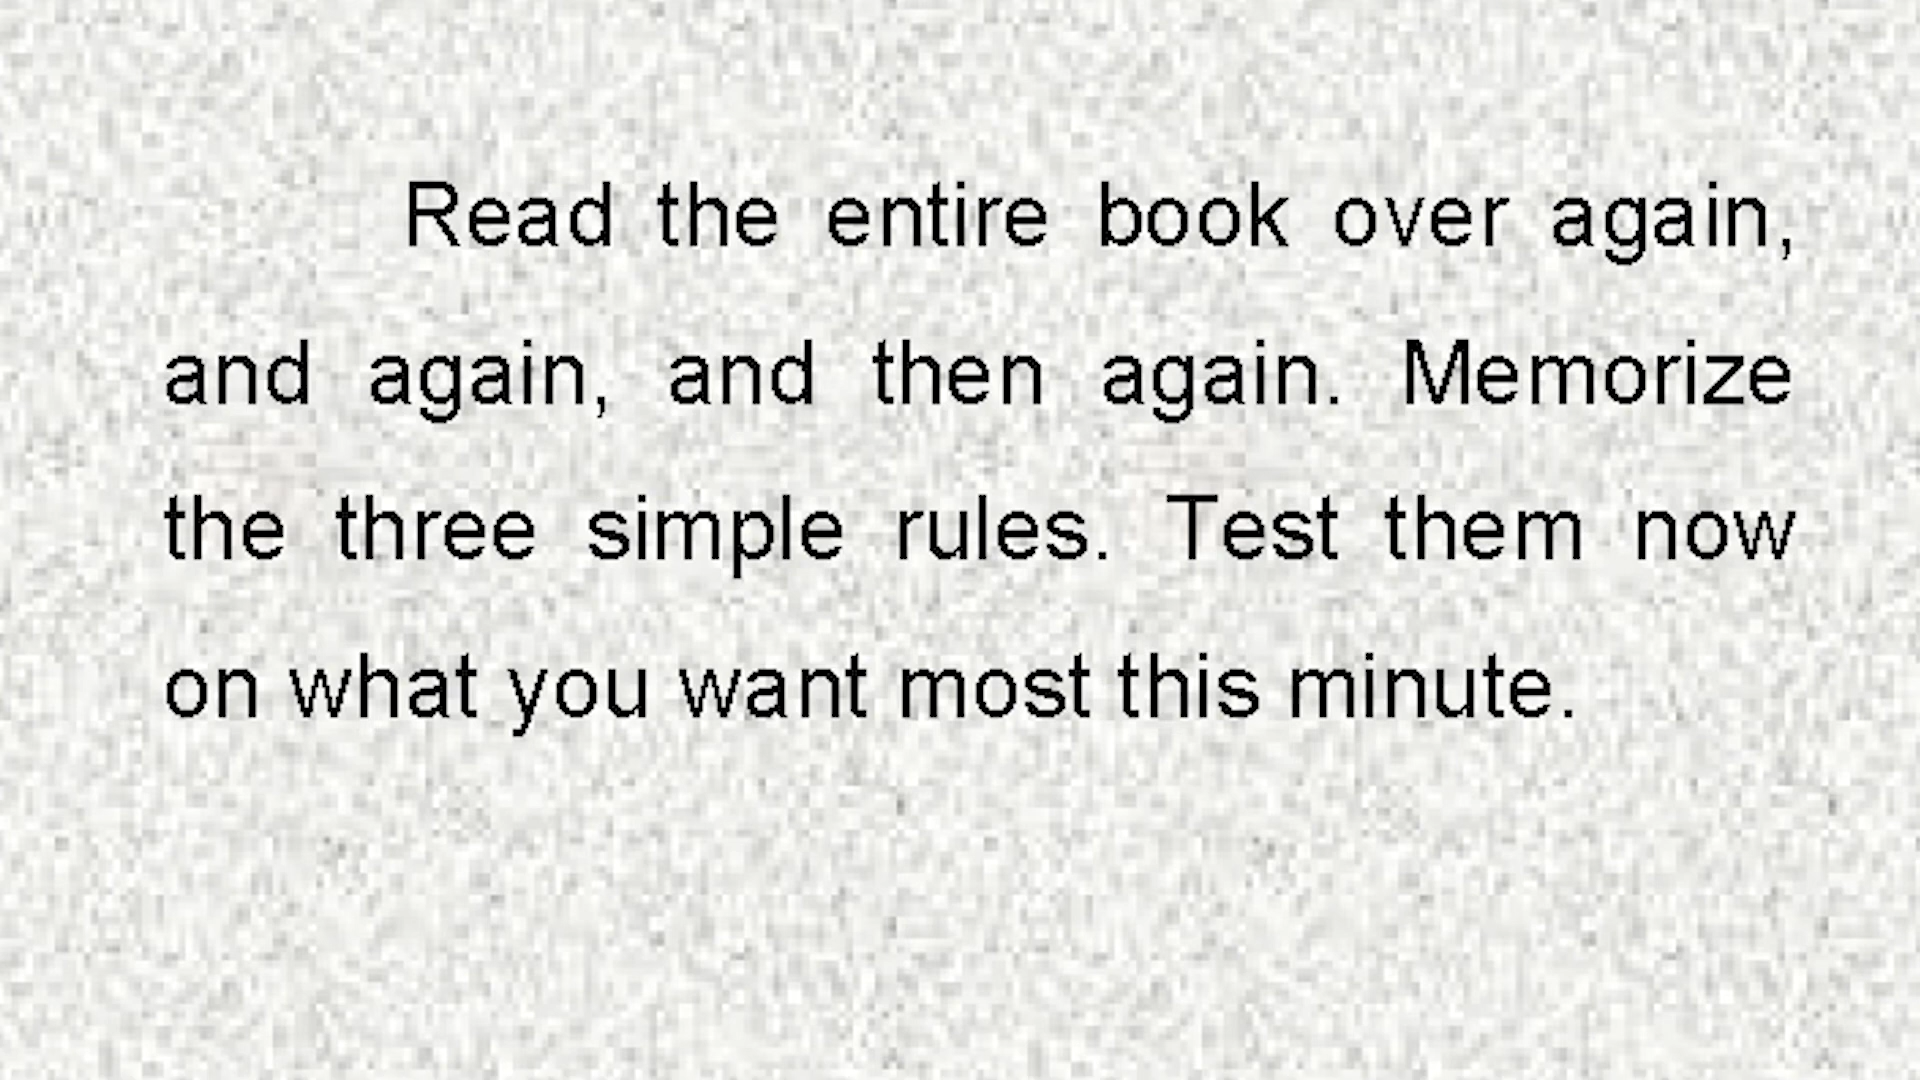 Read the entire book over again,
and again, and then again. Memorize
the three simple rules. Test them now
on what you want most this minute.